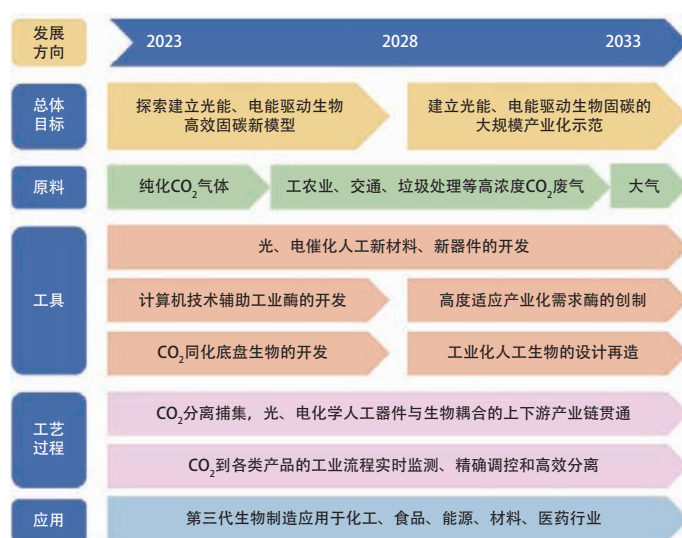 发展
方向
2023 2028 2033
总体
目标
探索建立光能、电能驱动生物
高效固碳新模型
建立光能、电能驱动生物固碳的
大规模产业化示范
原料
纯化CO₂气体
工农业、交通、垃圾处理等高浓度CO₂废气
大气
工具
光、电催化人工新材料、新器件的开发
计算机技术辅助工业酶的开发
高度适应产业化需求酶的创制
CO₂同化底盘生物的开发
工业化人工生物的设计再造
工艺
过程
CO₂分离捕集，光、电化学人工器件与生物耦合的上下游产业链贯通
CO₂到各类产品的工业流程实时监测、精确调控和高效分离
应用
第三代生物制造应用于化工、食品、能源、材料、医药行业